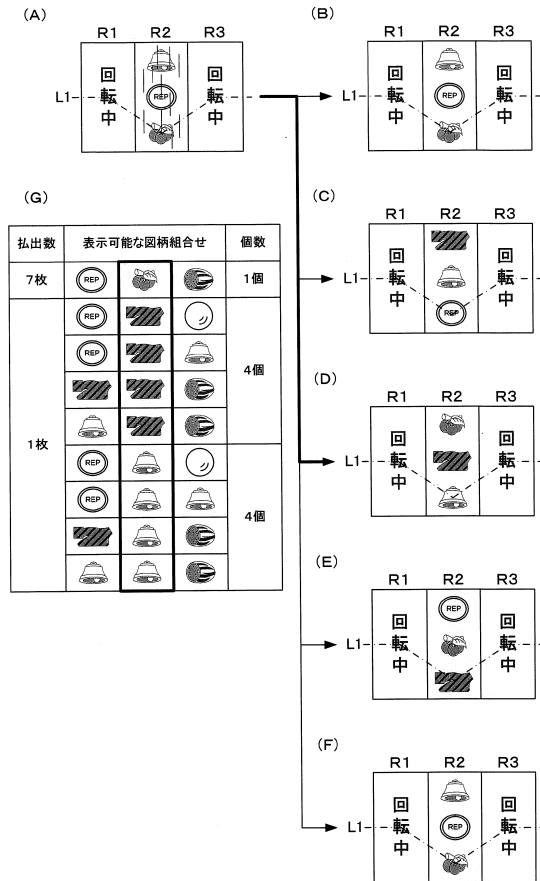 (A)
R1 R2 R3
回転中 REP 回転中
L1
(B)
R1 R2 R3
回転中 REP 回転中
L1
(G)
払出数 表示可能な図柄組合せ 個数
7枚 REP 1個
1枚
REP
REP
4個
REP
REP
4個
(C)
R1 R2 R3
回転中 REP 回転中
L1
(D)
R1 R2 R3
回転中 回転中
L1
(E)
R1 R2 R3
回転中 REP 回転中
L1
(F)
R1 R2 R3
回転中 REP 回転中
L1